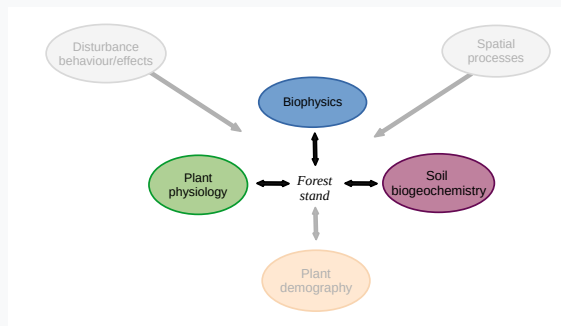 Disturbance
behaviour/effects
Spatial
processes
Biophysics
Plant
physiology
Forest
stand
Soil
biogeochemistry
Plant
demography